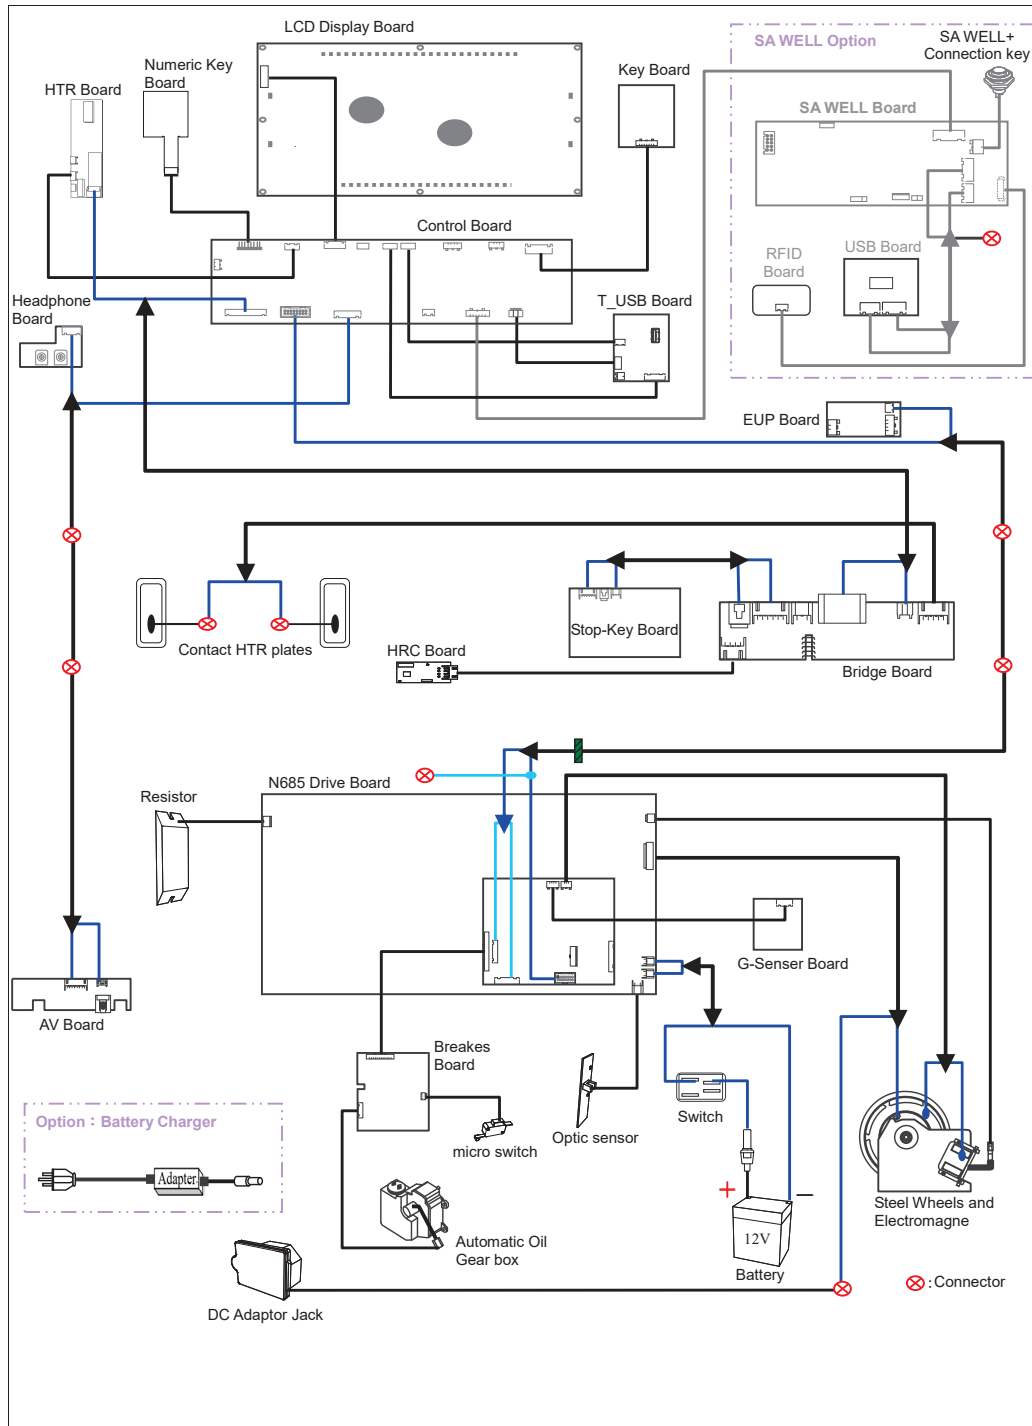 LCD Display Board
SA WELL Option
SA WELL+
Connection key
Numeric Key
Board
HTR Board
Key Board
SA WELL Board
Control Board
RFID
Board
USB Board
Headphone
Board
T_USB Board
EUP Board
Stop-Key Board
Contact HTR plates
HRC Board
Bridge Board
N685 Drive Board
Resistor
G-Senser Board
AV Board
Breakes
Board
Option：Battery Charger
Switch
Optic sensor
micro switch
Adapter.
+
—
Steel Wheels and
Electromagne
12V
Automatic Oil
Gear box
Battery
:Connector
DC Adaptor Jack